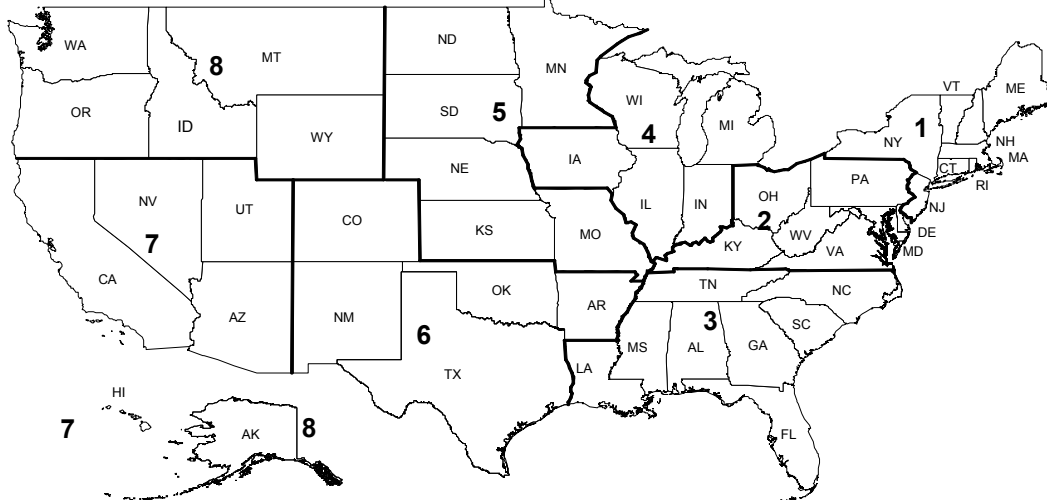 WA
MT
ND
MN
VT
ME
8
OR
ID
WY
SD
5
WI
4
MI
NY
1
NH
MA
CT
RI
IA
NE
PA
NJ
NV
UT
CO
KS
MO
IL
IN
OH
2
WV
KY
VA
DE
MD
7
CA
AZ
NM
OK
AR
TN
NC
6
TX
LA
MS
AL
3
GA
SC
HI
7
AK
8
FL